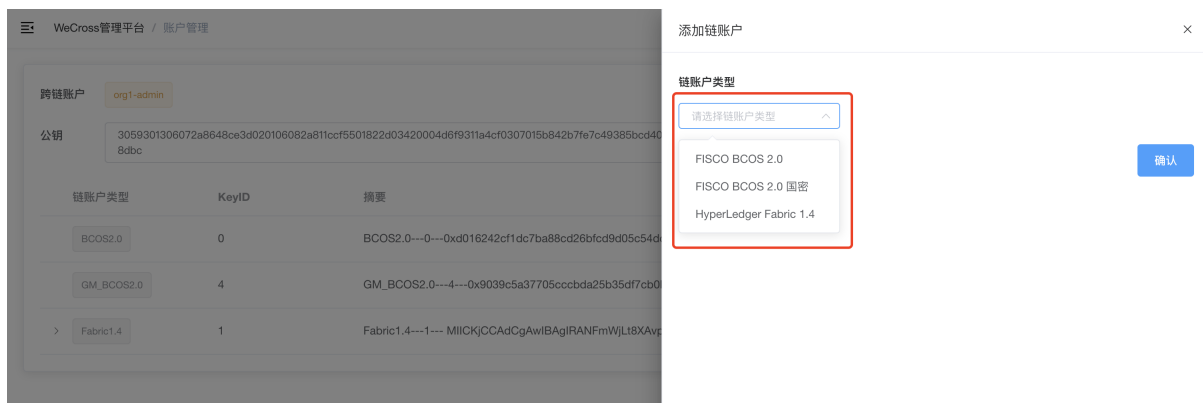 WeCross管理平台 / 账户管理
跨链账户 org1-admin
公钥 3059301306072a8648ce3d020106082a811ccf5501822d03420004d6f9311a4cf0307015b842b7fe7c49385bcd40
8dbc
链账户类型 KeyID 摘要
BCOS2.0 0 BCOS2.0---0---0xd016242cf1dc7ba88cd26bfcd9d05c54d
GM_BCOS2.0 4 GM_BCOS2.0---4---0x9039c5a37705cccbda25b35df7cb0
Fabric1.4 1 Fabric1.4---1--- MIICKjCCAdCgAwIBAgIRANFmWjLt8XAvp
添加链账户
链账户类型
请选择链账户类型
FISCO BCOS 2.0
FISCO BCOS 2.0 国密
HyperLedger Fabric 1.4
确认